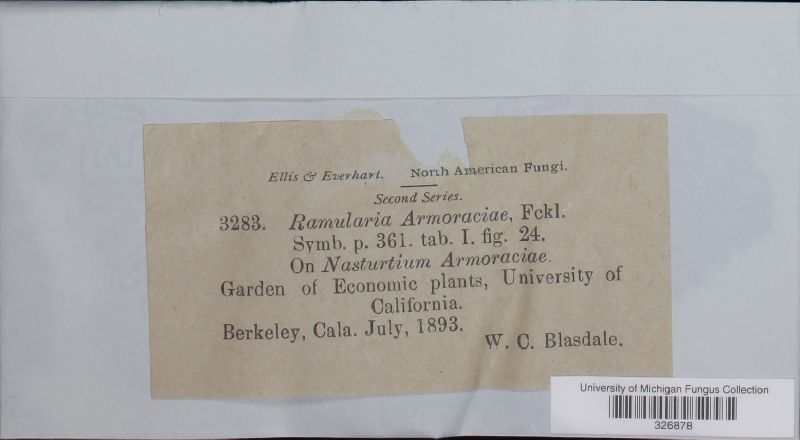 Ellis & Everhart. North American Fungi.
Second Series.
3283. Ramularia Armoraciae, Fckl.
Symb. p. 361. tab. I. fig. 24.
On Nasturtium Armoraciae.
Garden of Economic plants, University of
California.
Berkeley, Cala. July, 1893.
W. C. Blasdale.
University of Michigan Fungus Collection
326878